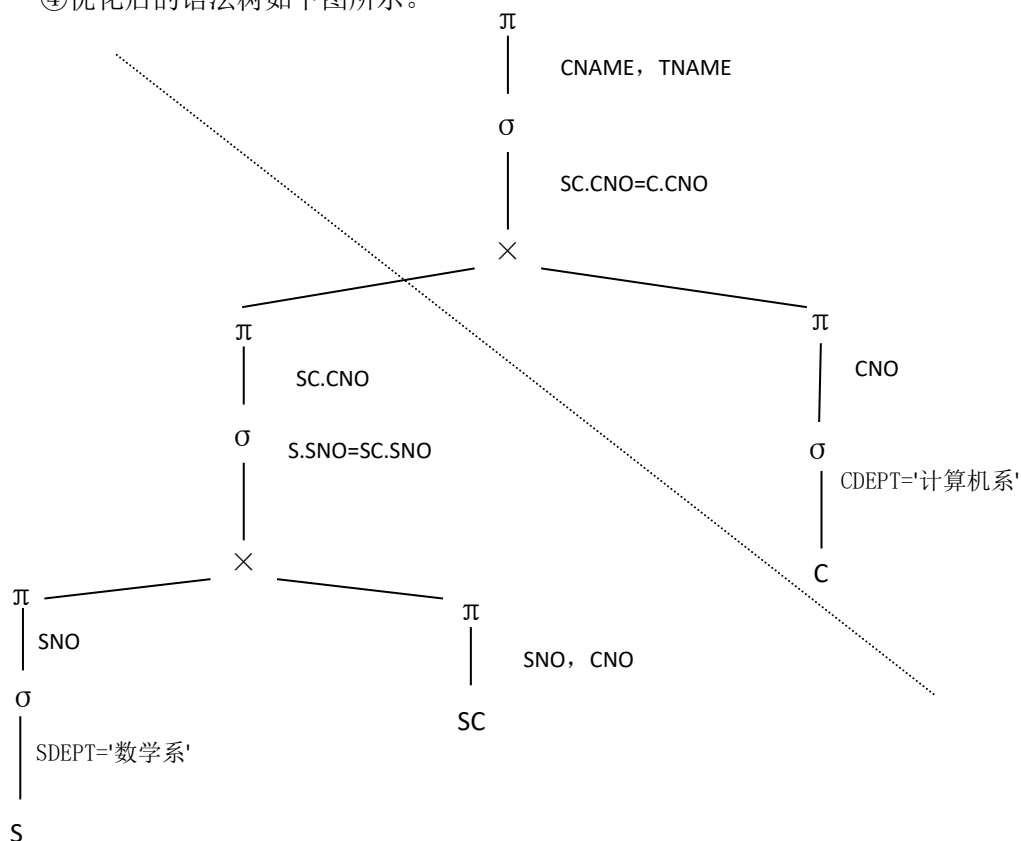 ④优化后的语法树如下图所示。
π
CNAME，TNAME
σ
SC.CNO=C.CNO
×
π
π
SC.CNO
CNO
σ
S.SNO=SC.SNO
σ
CDEPT='计算机系'
×
C
π
π
SNO
SNO，CNO
σ
SC
SDEPT='数学系'
S